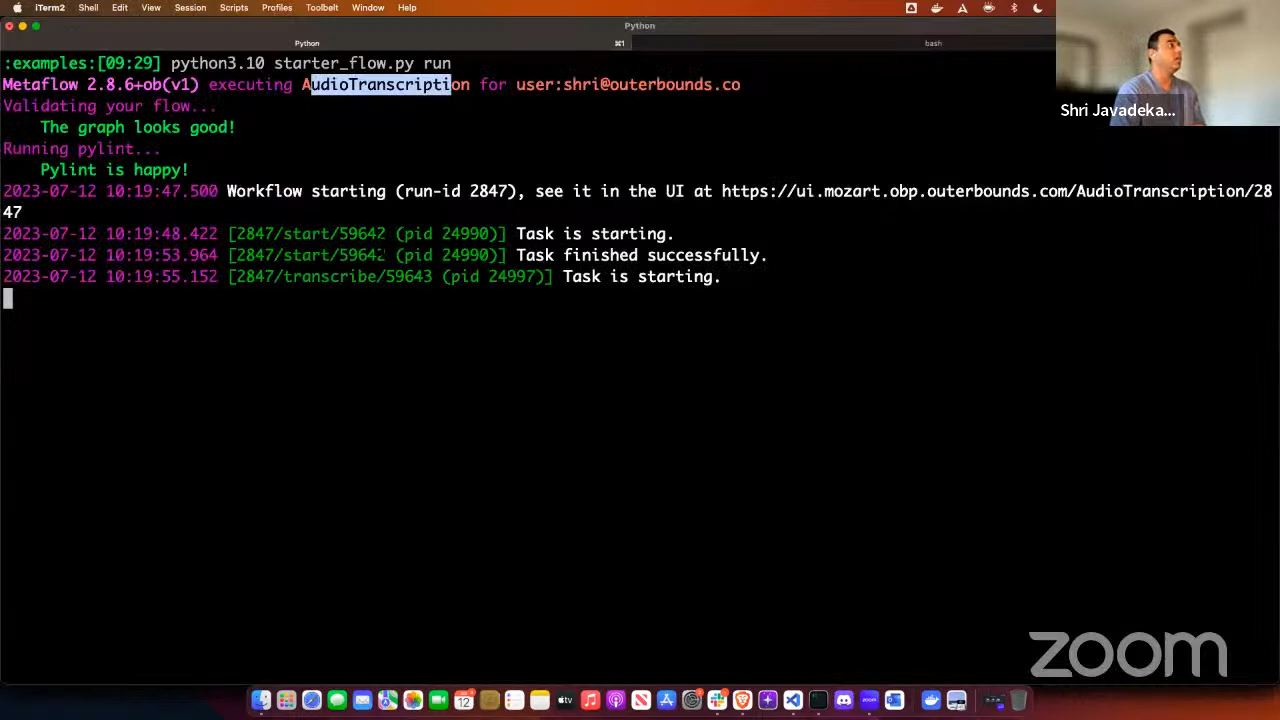 iTerm2 Shell Edit View Session Scripts Profiles Toolbelt Window Help
Python
Python ⌘1 bash
:examples:[09:29] python3.10 starter_flow.py run
Metaflow 2.8.6+ob(v1) executing AudioTranscription for user:shri@outerbounds.co
Validating your flow...
The graph looks good!
Running pylint...
Pylint is happy!
2023-07-12 10:19:47.500 Workflow starting (run-id 2847), see it in the UI at https://ui.mozart.obp.outerbounds.com/AudioTranscription/28
47
2023-07-12 10:19:48.422 [2847/start/59642 (pid 24990)] Task is starting.
2023-07-12 10:19:53.964 [2847/start/59642 (pid 24990)] Task finished successfully.
2023-07-12 10:19:55.152 [2847/transcribe/59643 (pid 24997)] Task is starting.
Shri Javadeka...
zoom
12
zoom